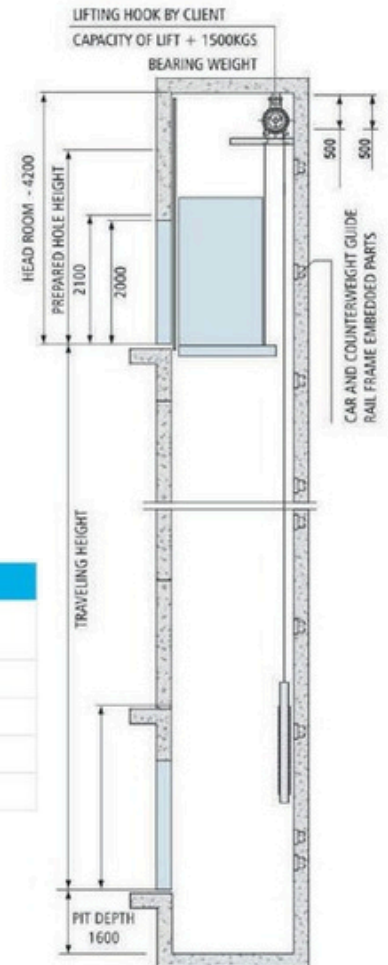 LIFTING HOOK BY CLIENT
CAPACITY OF LIFT + 1500KGS
BEARING WEIGHT
HEAD ROOM - 4200
PREPARED HOLE HEIGHT
2100
2000
500
500
CAR AND COUNTERWEIGHT GUIDE
RAIL FRAME EMBEDDED PARTS
TRAVELING HEIGHT
PIT DEPTH
1600